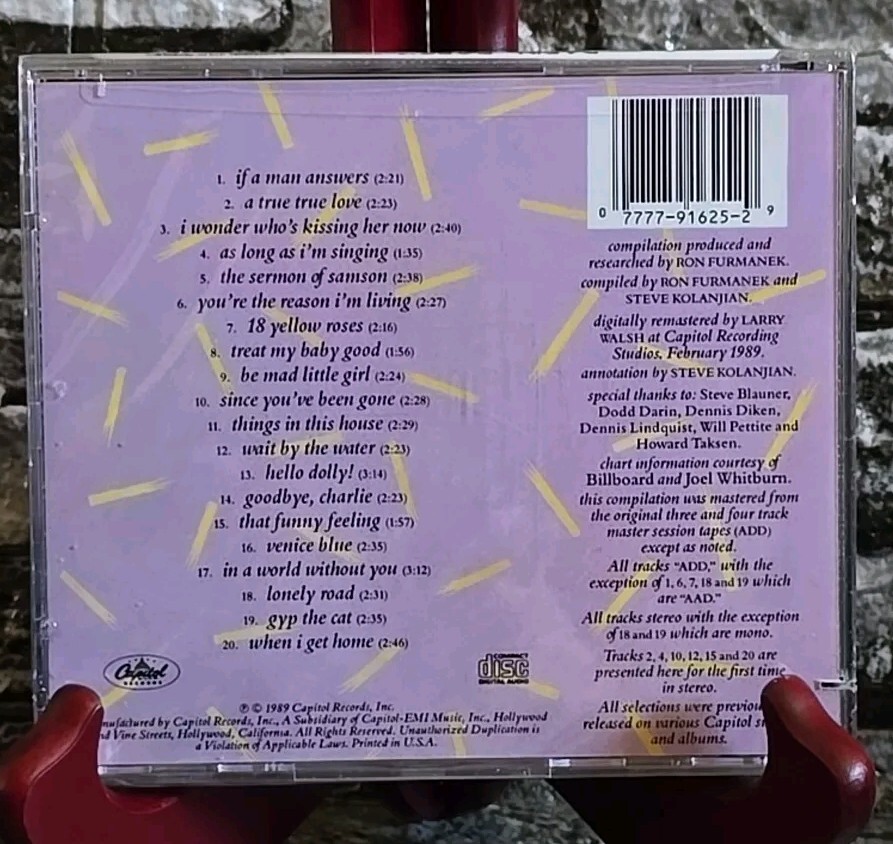 1. if a man answers (2:21)
2. a true true love (2:23)
3. i wonder who's kissing her now (2:40)
4. as long as i'm singing (1:35)
5. the sermon of samson (2:38)
6. you're the reason i'm living (2:27)
7. 18 yellow roses (2:16)
8. treat my baby good (1:56)
9. be mad little girl (2:24)
10. since you've been gone (2:28)
11. things in this house (2:29)
12. wait by the water (2:23)
13. hello dolly! (3:14)
14. goodbye, charlie (2:23)
15. that funny feeling (1:57)
16. venice blue (2:35)
17. in a world without you (3:12)
18. lonely road (2:31)
19. gyp the cat (2:35)
20. when i get home (2:46)
Capitol
RECORDS
COMPACT
disc
DIGITAL AUDIO
℗ © 1989 Capitol Records, Inc.
nufactured by Capitol Records, Inc., A Subsidiary of Capitol-EMI Music, Inc., Hollywood
d Vine Streets, Hollywood, California. All Rights Reserved. Unauthorized Duplication is
a Violation of Applicable Laws. Printed in U.S.A.
0 7777-91625-2 9
compilation produced and
researched by RON FURMANEK.
compiled by RON FURMANEK and
STEVE KOLANJIAN.
digitally remastered by LARRY
WALSH at Capitol Recording
Studios, February 1989.
annotation by STEVE KOLANJIAN.
special thanks to: Steve Blauner,
Dodd Darin, Dennis Diken,
Dennis Lindquist, Will Pettite and
Howard Taksen.
chart information courtesy of
Billboard and Joel Whitburn.
this compilation was mastered from
the original three and four track
master session tapes (ADD)
except as noted.
All tracks "ADD," with the
exception of 1, 6, 7, 18 and 19 which
are "AAD."
All tracks stereo with the exception
of 18 and 19 which are mono.
Tracks 2, 4, 10, 12, 15 and 20 are
presented here for the first time
in stereo.
All selections were previou
released on various Capitol si
and albums.